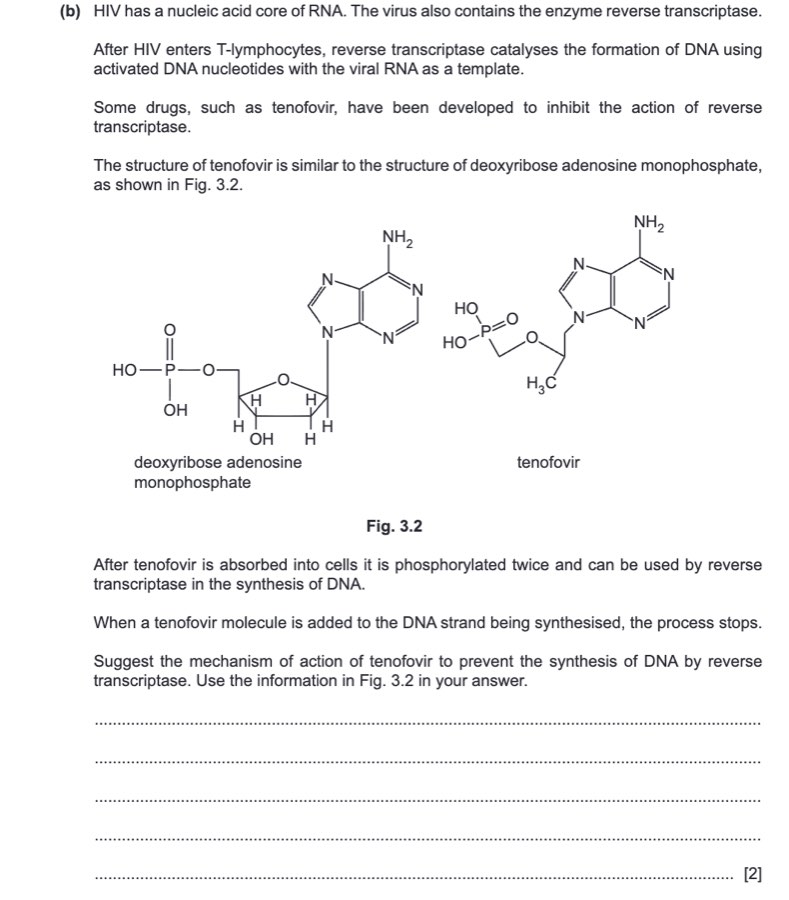 (b) HIV has a nucleic acid core of RNA. The virus also contains the enzyme reverse transcriptase.
After HIV enters T-lymphocytes, reverse transcriptase catalyses the formation of DNA using
activated DNA nucleotides with the viral RNA as a template.
Some drugs, such as tenofovir, have been developed to inhibit the action of reverse
transcriptase.
The structure of tenofovir is similar to the structure of deoxyribose adenosine monophosphate,
as shown in Fig. 3.2.
NH₂
N
N
N
N
O
HO P O
OH
O
H H
H H
OH H
deoxyribose adenosine
monophosphate
NH₂
N
N
N
N
HO
P O
HO
O
H₃C
tenofovir
Fig. 3.2
After tenofovir is absorbed into cells it is phosphorylated twice and can be used by reverse
transcriptase in the synthesis of DNA.
When a tenofovir molecule is added to the DNA strand being synthesised, the process stops.
Suggest the mechanism of action of tenofovir to prevent the synthesis of DNA by reverse
transcriptase. Use the information in Fig. 3.2 in your answer.
[2]